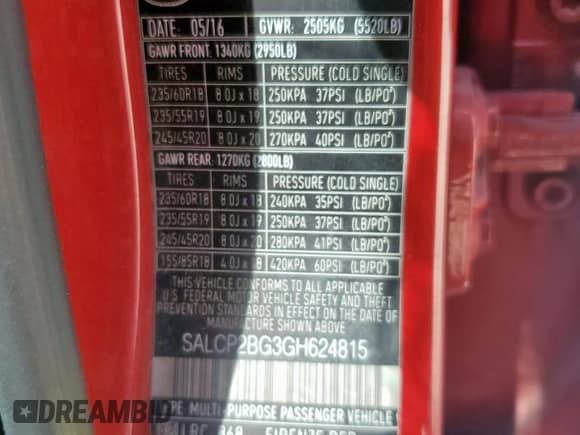 DATE 05/16 GVWR: 2505KG (5520LB)
GAWR FRONT: 1340KG (2950LB)
TIRES RIMS PRESSURE (COLD SINGLE)
235/60R18 8.0J x 18 250KPA 37PSI (LB/PO²)
235/55R19 8.0J x 19 250KPA 37PSI (LB/PO²)
245/45R20 8.0J x 20 270KPA 40PSI (LB/PO²)
GAWR REAR: 1270KG (2800LB)
TIRES RIMS PRESSURE (COLD SINGLE)
235/60R18 8.0J x 18 240KPA 35PSI (LB/PO²)
235/55R19 8.0J x 19 250KPA 37PSI (LB/PO²)
245/45R20 8.0J x 20 280KPA 41PSI (LB/PO²)
155/85R18 4.0J x 18 420KPA 60PSI (LB/PO²)
THIS VEHICLE CONFORMS TO ALL APPLICABLE
U.S. FEDERAL MOTOR VEHICLE SAFETY AND THEFT
PREVENTION STANDARDS IN EFFECT ON THE DATE
OF MANUFACTURE SHOWN ABOVE
SALCP2BG3GH624815
TYPE MULTI-PURPOSE PASSENGER VEHICLE
868 FIRENZE RED
DREAMBID.COM